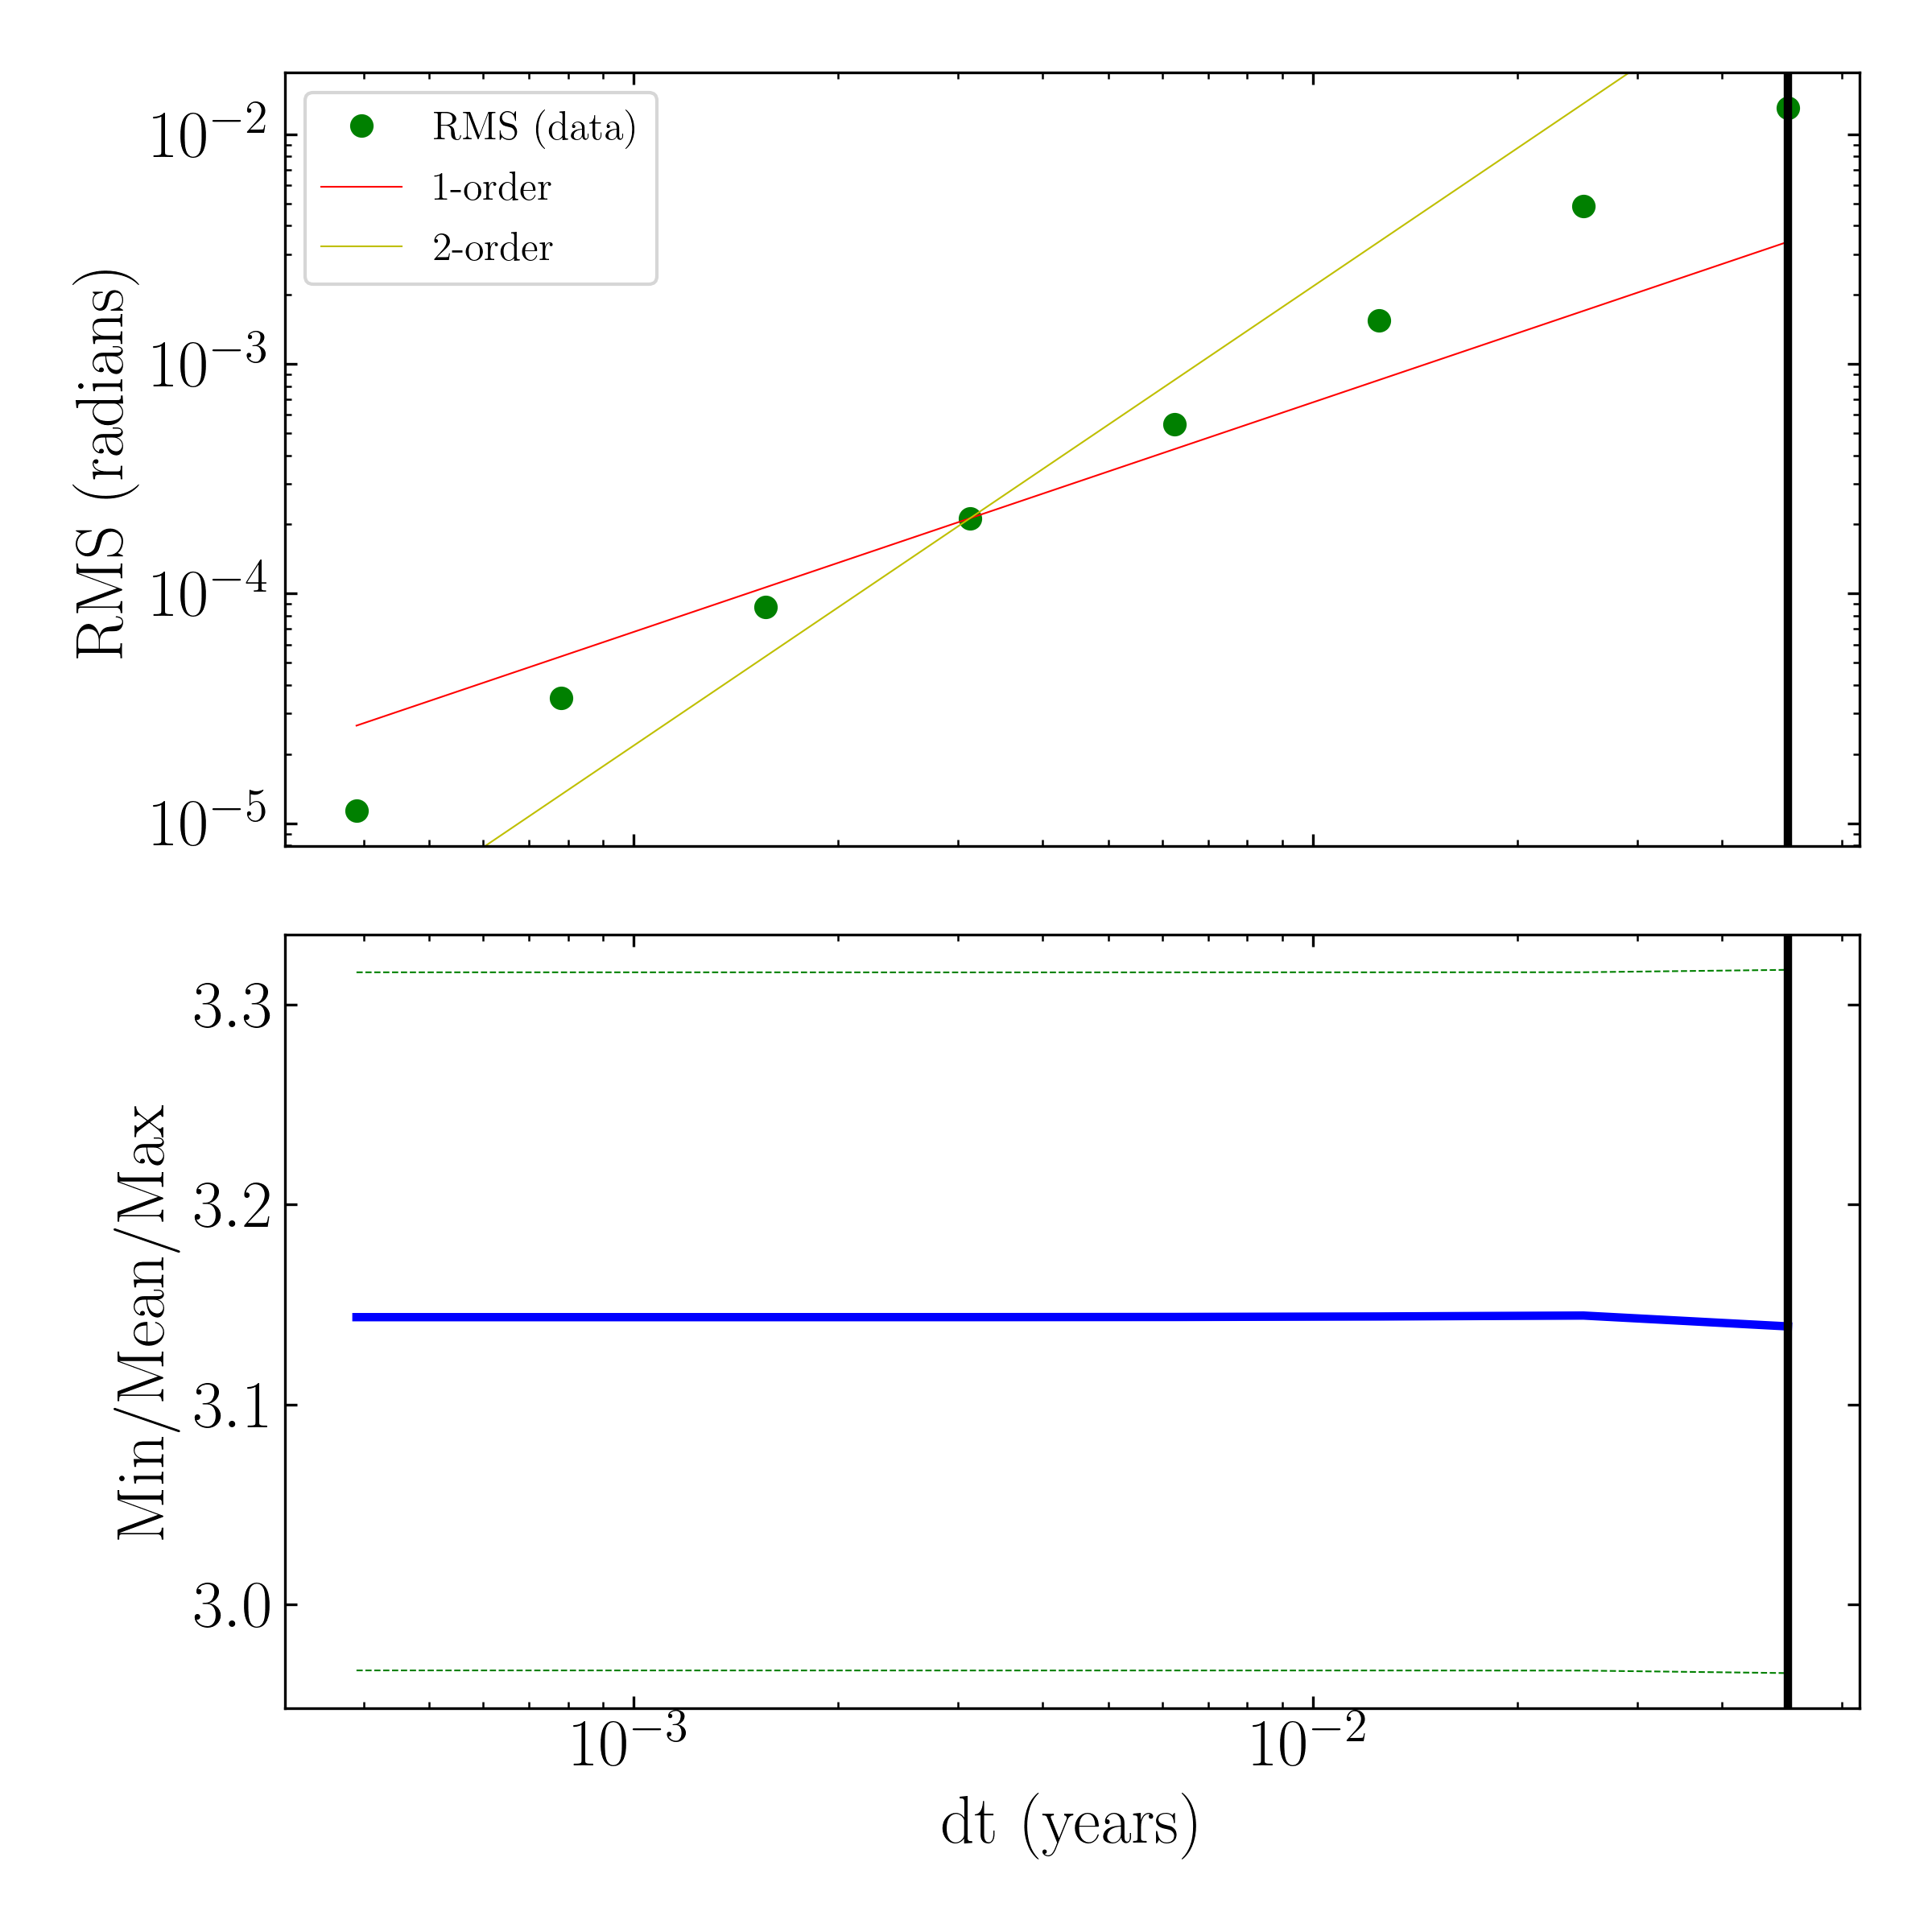 10⁻²
10⁻³
10⁻⁴
10⁻⁵
RMS (radians)
RMS (data)
1-order
2-order
3.3
3.2
3.1
3.0
Min/Mean/Max
10⁻³
10⁻²
dt (years)